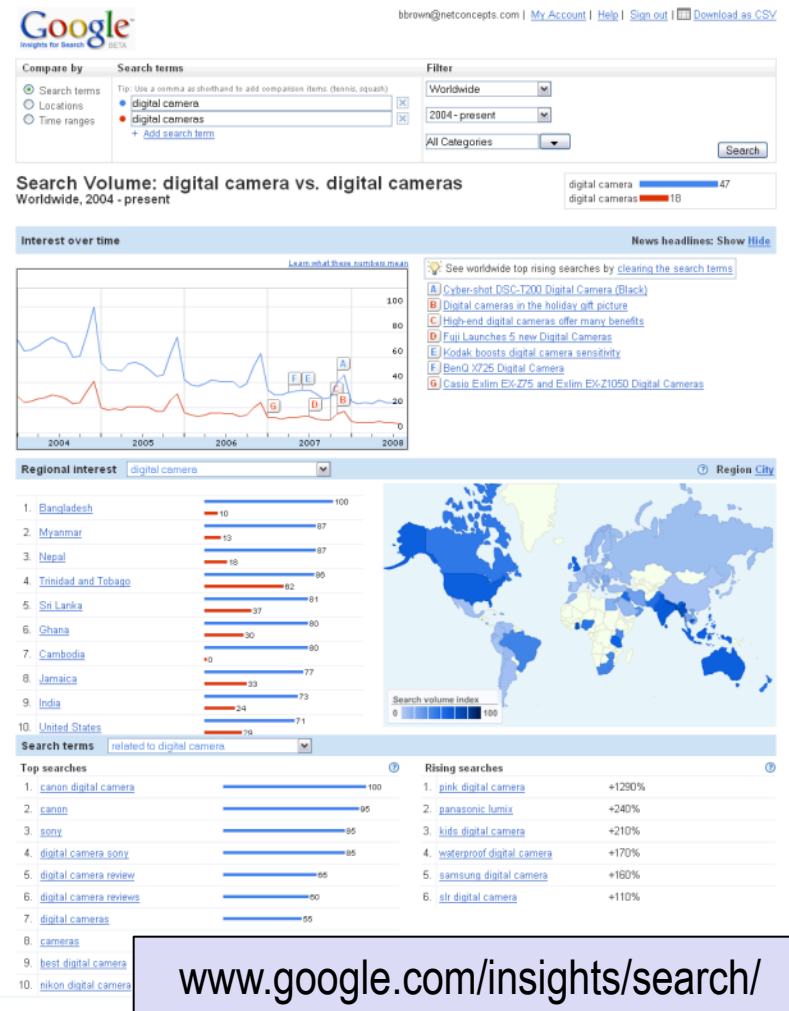 bbrown@netconcepts.com | My Account | Help | Sign out | Download as CSV
Google
Insights for Search BETA
Compare by
Search terms
Locations
Time ranges
Search terms
Tip: Use a comma as shorthand to add comparison items. (tennis, squash)
digital camera
digital cameras
+ Add search term
Filter
Worldwide
2004 - present
All Categories
Search
Search Volume: digital camera vs. digital cameras
Worldwide, 2004 - present
digital camera 47
digital cameras 18
Interest over time
News headlines: Show Hide
Learn what these numbers mean
100
80
60
40
20
0
A
F E
C
G D B
2004 2005 2006 2007 2008
See worldwide top rising searches by clearing the search terms
A Cyber-shot DSC-T200 Digital Camera (Black)
B Digital cameras in the holiday gift picture
C High-end digital cameras offer many benefits
D Fuji Launches 5 new Digital Cameras
E Kodak boosts digital camera sensitivity
F BenQ X725 Digital Camera
G Casio Exlim EX-Z75 and Exlim EX-Z1050 Digital Cameras
Regional interest digital camera
? Region City
1. Bangladesh 100
10
2. Myanmar 87
13
3. Nepal 87
18
4. Trinidad and Tobago 85
62
5. Sri Lanka 81
37
6. Ghana 80
30
7. Cambodia 80
0
8. Jamaica 77
33
9. India 73
24
10. United States 71
29
Search volume index
0 100
Search terms related to digital camera
Top searches ?
1. canon digital camera 100
2. canon 95
3. sony 85
4. digital camera sony 85
5. digital camera review 65
6. digital camera reviews 60
7. digital cameras 55
8. cameras
9. best digital camera
10. nikon digital camera
Rising searches ?
1. pink digital camera +1290%
2. panasonic lumix +240%
3. kids digital camera +210%
4. waterproof digital camera +170%
5. samsung digital camera +160%
6. slr digital camera +110%
www.google.com/insights/search/